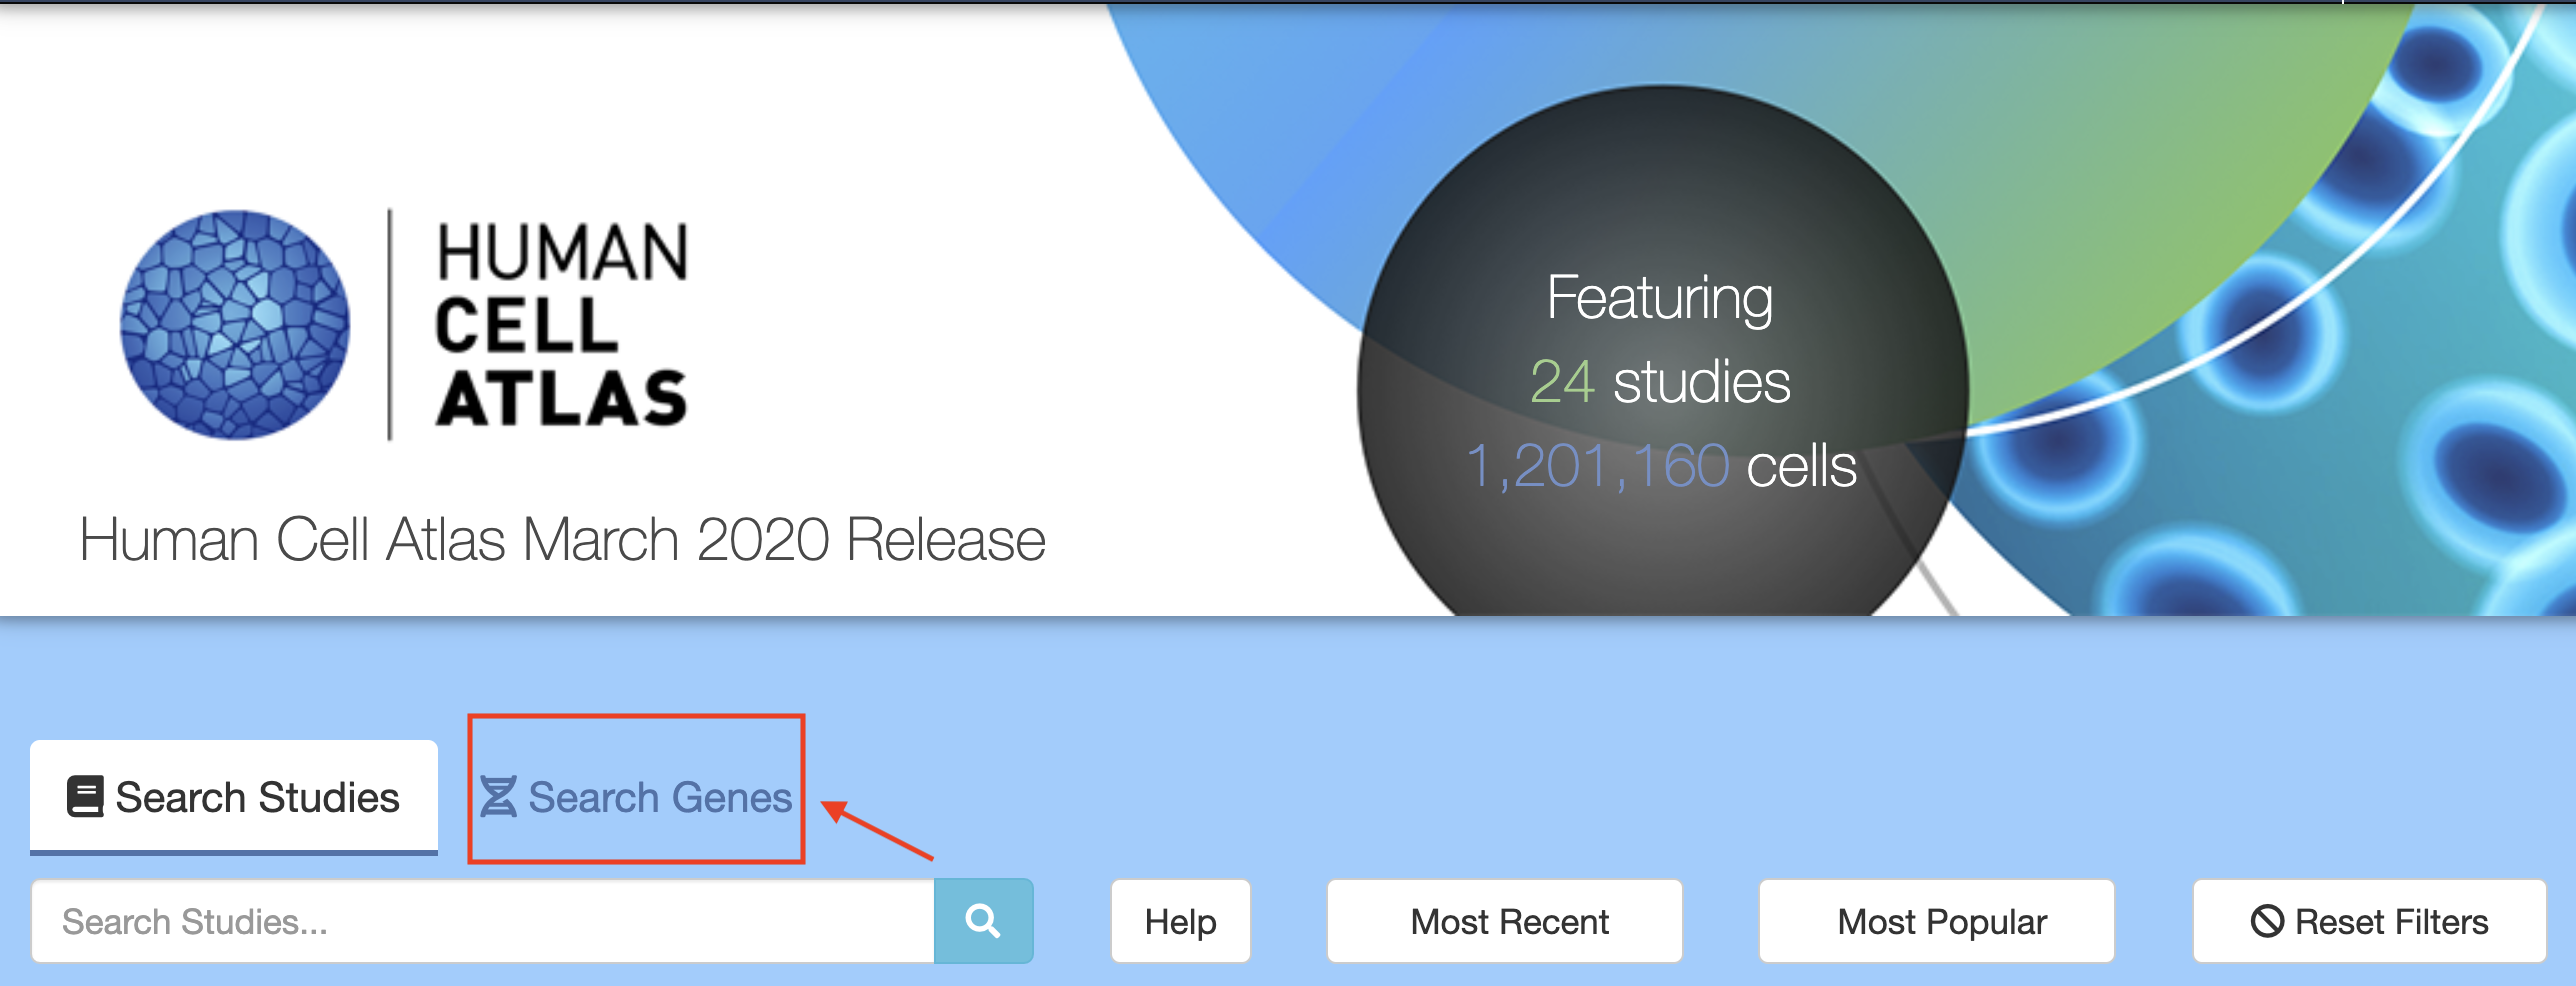 HUMAN
CELL
ATLAS
Human Cell Atlas March 2020 Release
Featuring
24 studies
1,201,160 cells
Search Studies
Search Genes
Search Studies...
Help
Most Recent
Most Popular
Reset Filters